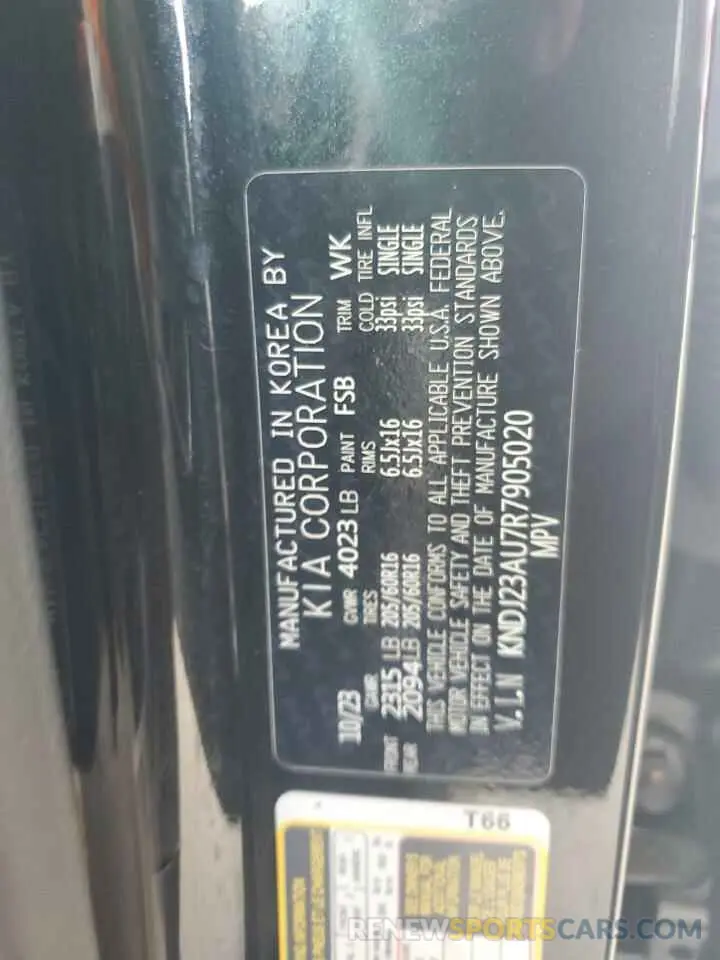 MANUFACTURED IN KOREA BY
KIA CORPORATION
10/23 GVWR 4023 LB PAINT FSB TRIM WK
GAWR TIRES RIMS COLD TIRE INFL
FRONT 2315 LB 205/60R16 6.5Jx16 33psi SINGLE
REAR 2094 LB 205/60R16 6.5Jx16 33psi SINGLE
THIS VEHICLE CONFORMS TO ALL APPLICABLE U.S.A. FEDERAL
MOTOR VEHICLE SAFETY AND THEFT PREVENTION STANDARDS
IN EFFECT ON THE DATE OF MANUFACTURE SHOWN ABOVE.
V.I.N KNDJ23AU7R7905020
MPV
T66
RENEWSPORTSCAR.COM